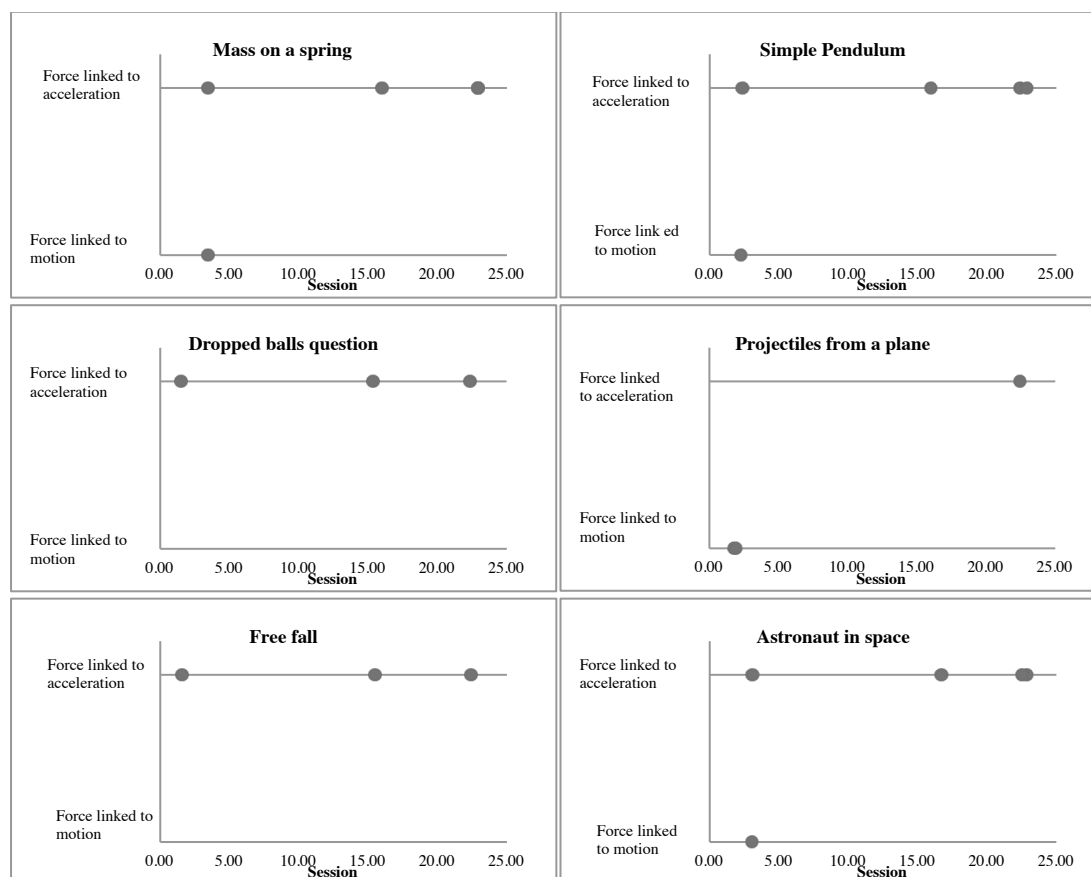 Mass on a spring
Force linked to
acceleration
Force linked to
motion
0.00 5.00 10.00 15.00 20.00 25.00
Session
Simple Pendulum
Force linked to
acceleration
Force link ed
to motion
0.00 5.00 10.00 15.00 20.00 25.00
Session
Dropped balls question
Force linked to
acceleration
Force linked to
motion
0.00 5.00 10.00 15.00 20.00 25.00
Session
Projectiles from a plane
Force linked
to acceleration
Force linked to
motion
0.00 5.00 10.00 15.00 20.00 25.00
Session
Free fall
Force linked to
acceleration
Force linked to
motion
0.00 5.00 10.00 15.00 20.00 25.00
Session
Astronaut in space
Force linked to
acceleration
Force linked
to motion
0.00 5.00 10.00 15.00 20.00 25.00
Session